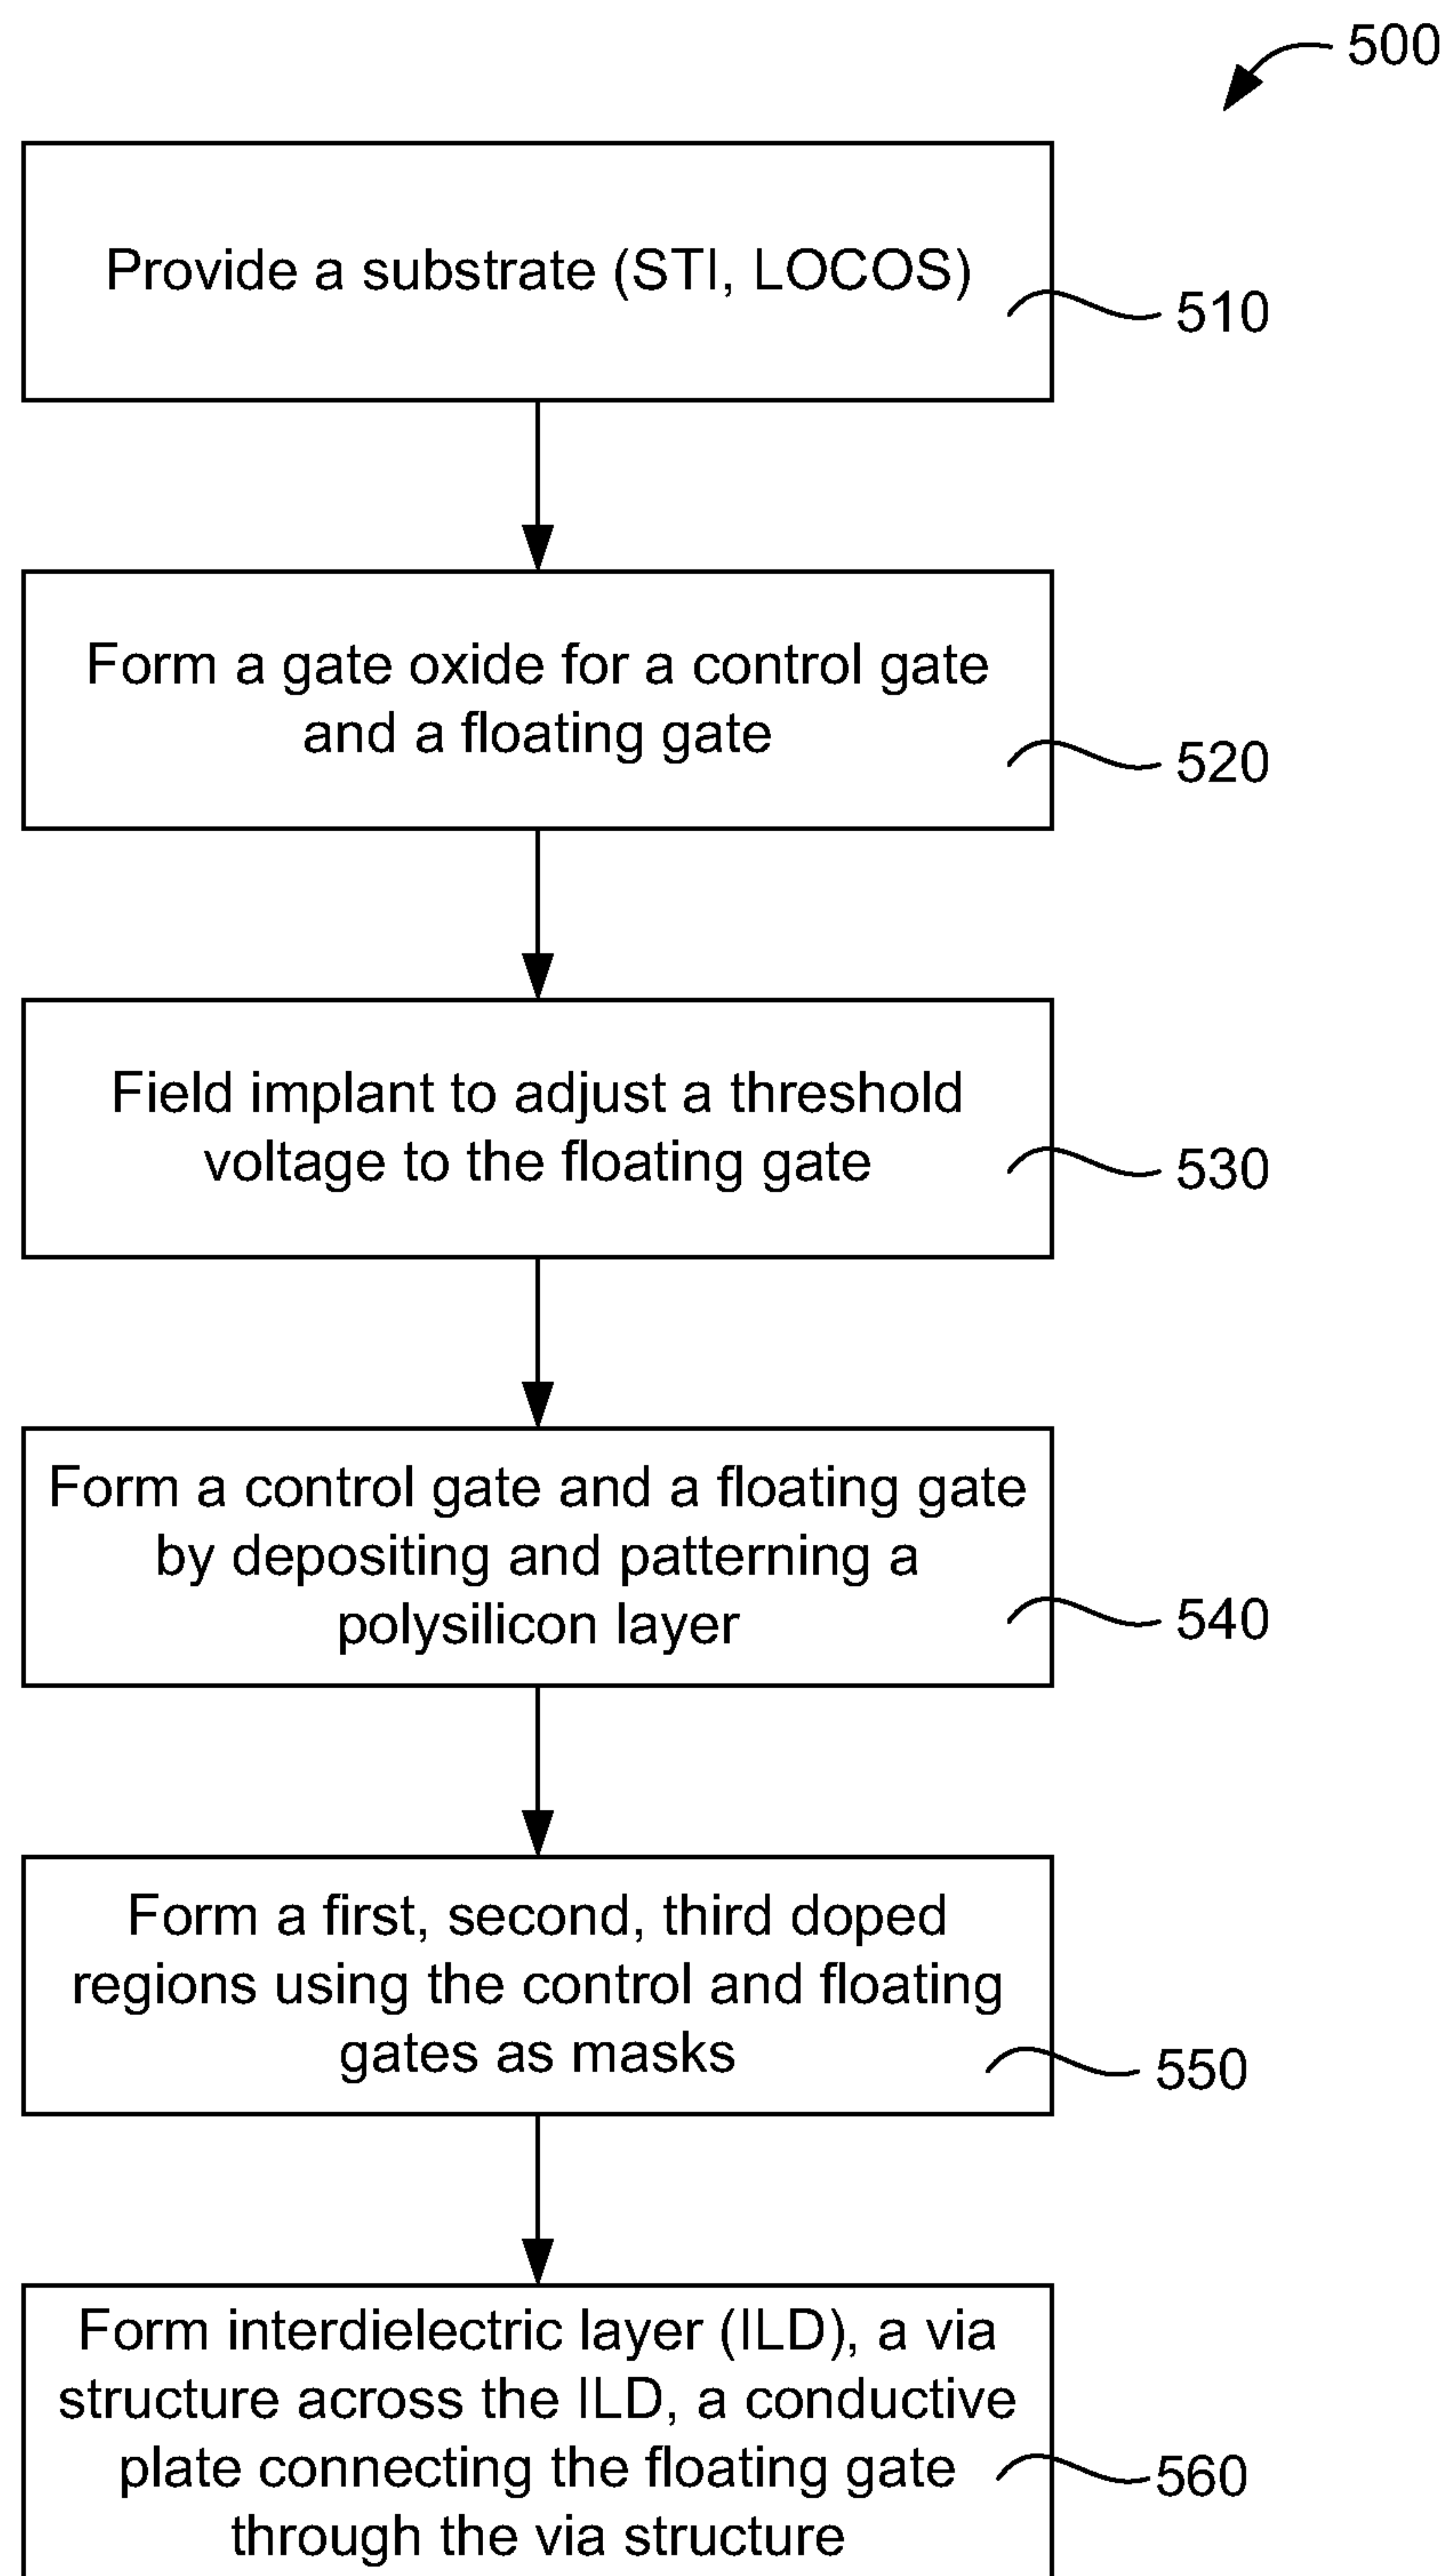 500
Provide a substrate (STI, LOCOS)
510
Form a gate oxide for a control gate
and a floating gate
520
Field implant to adjust a threshold
voltage to the floating gate
530
Form a control gate and a floating gate
by depositing and patterning a
polysilicon layer
540
Form a first, second, third doped
regions using the control and floating
gates as masks
550
Form interdielectric layer (ILD), a via
structure across the ILD, a conductive
plate connecting the floating gate
through the via structure
560